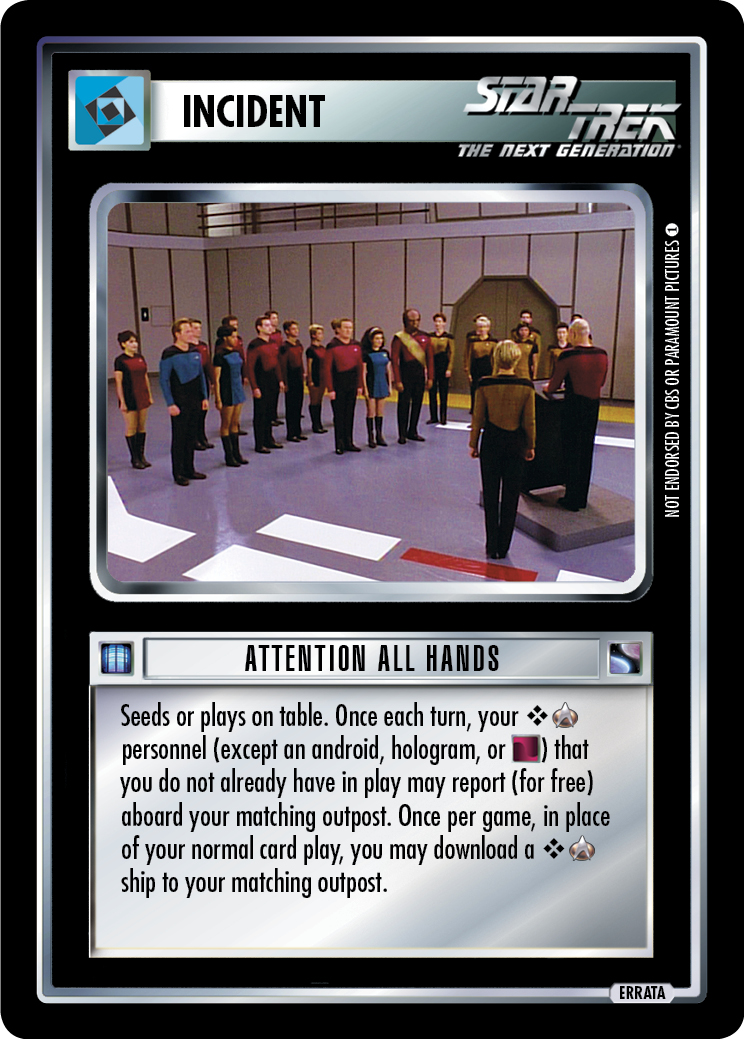 INCIDENT
STAR TREK
THE NEXT GENERATION
NOT ENDORSED BY CBS OR PARAMOUNT PICTURES 1
ATTENTION ALL HANDS
Seeds or plays on table. Once each turn, your
personnel (except an android, hologram, or ) that
you do not already have in play may report (for free)
aboard your matching outpost. Once per game, in place
of your normal card play, you may download a
ship to your matching outpost.
ERRATA